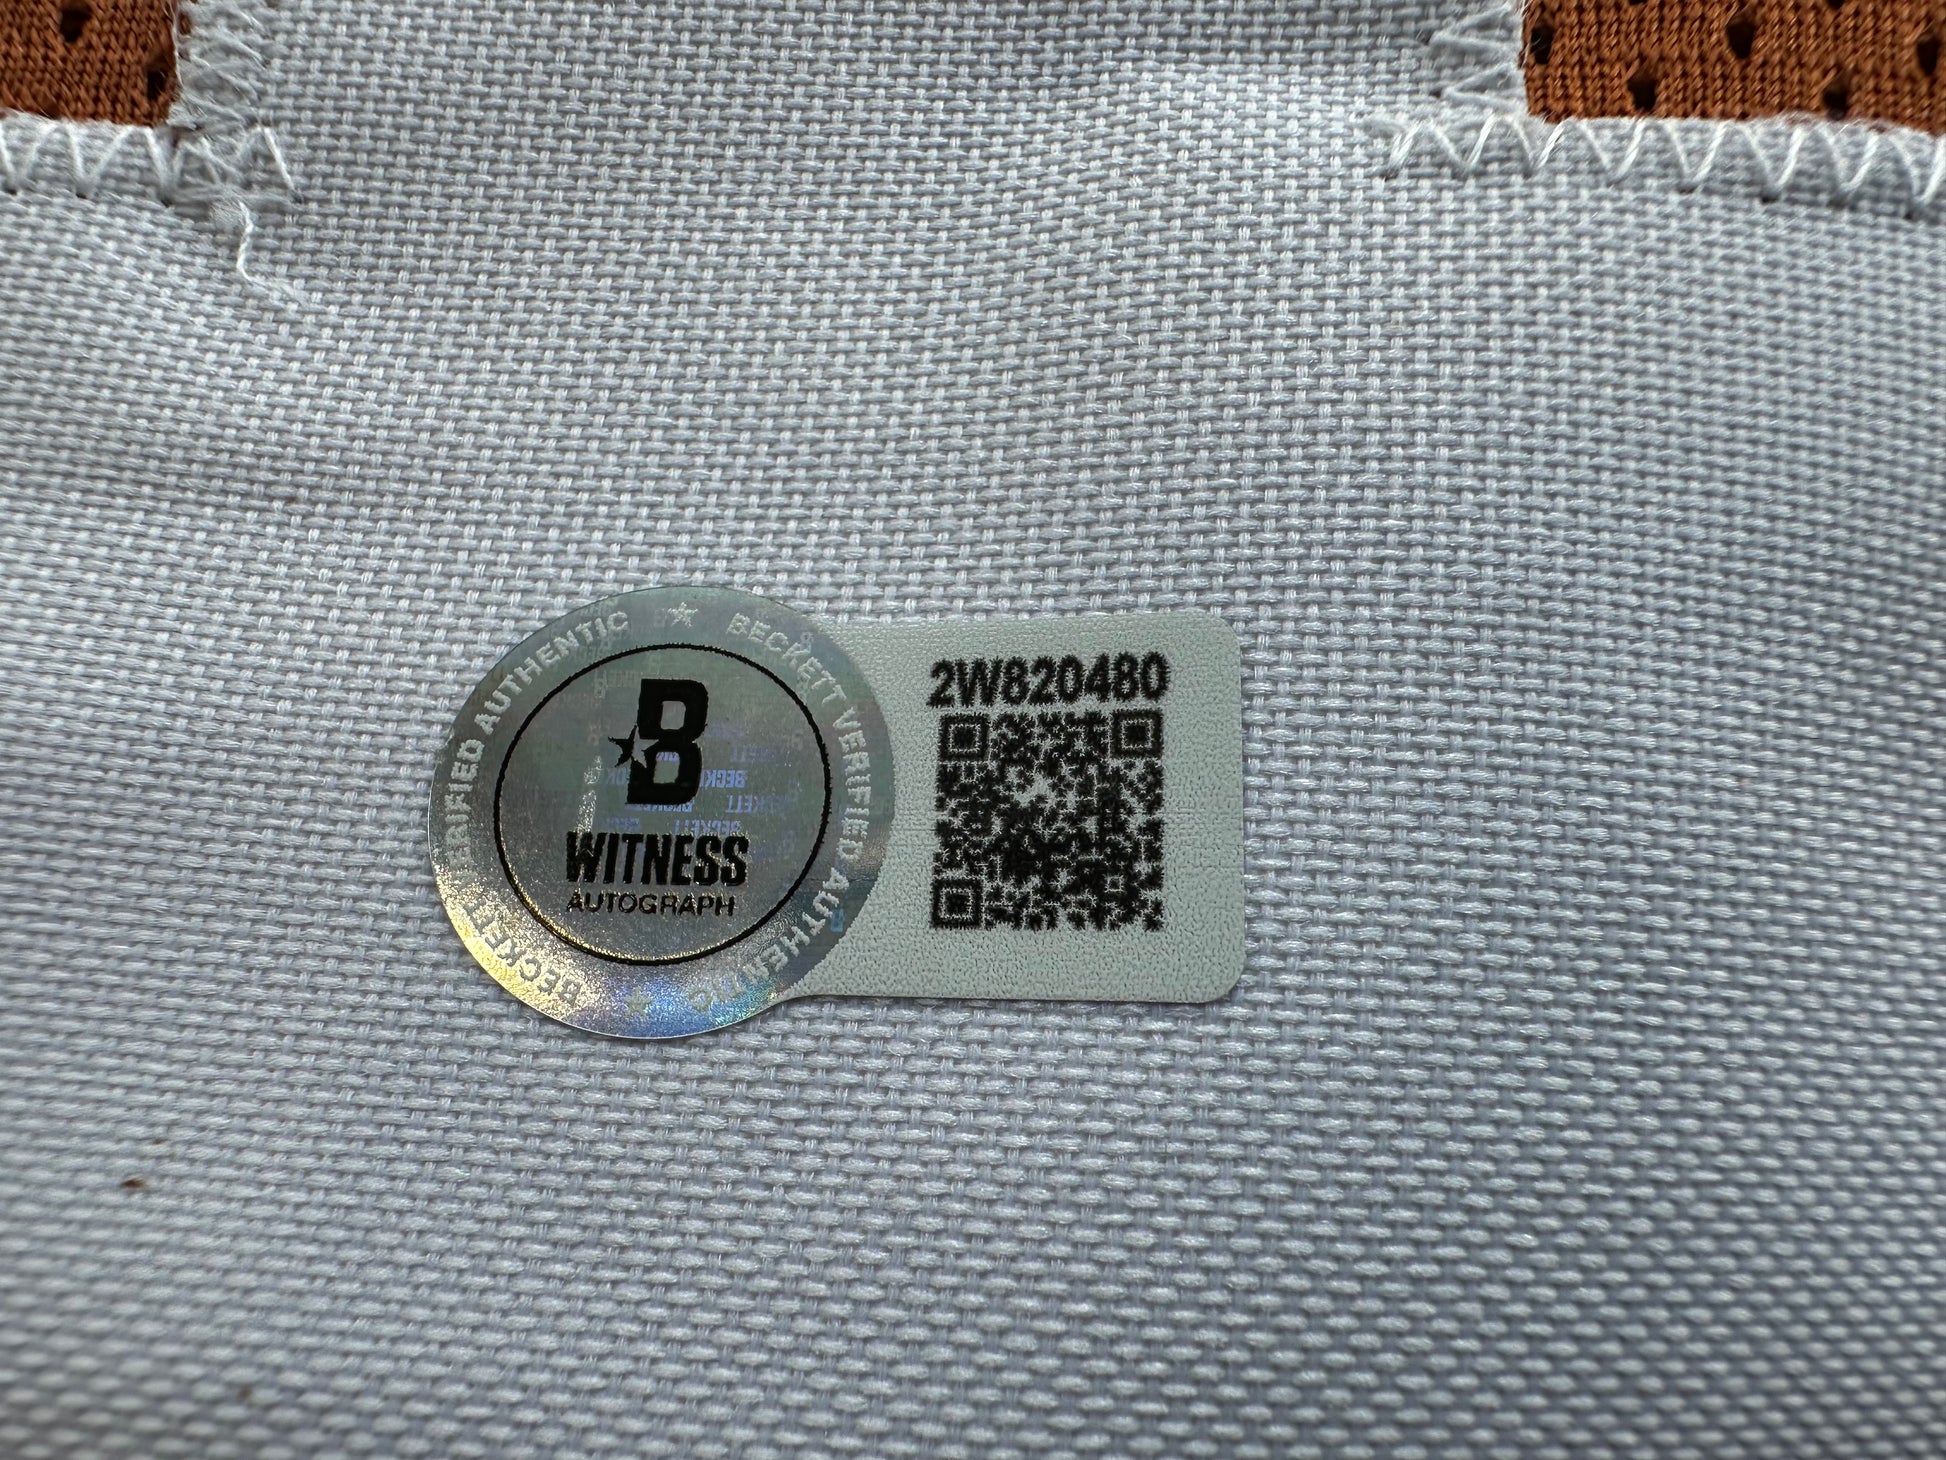 BECKETT VERIFIED AUTHENTIC ★ BECKETT VERIFIED AUTHENTIC ★
B
WITNESS
AUTOGRAPH
2W820480